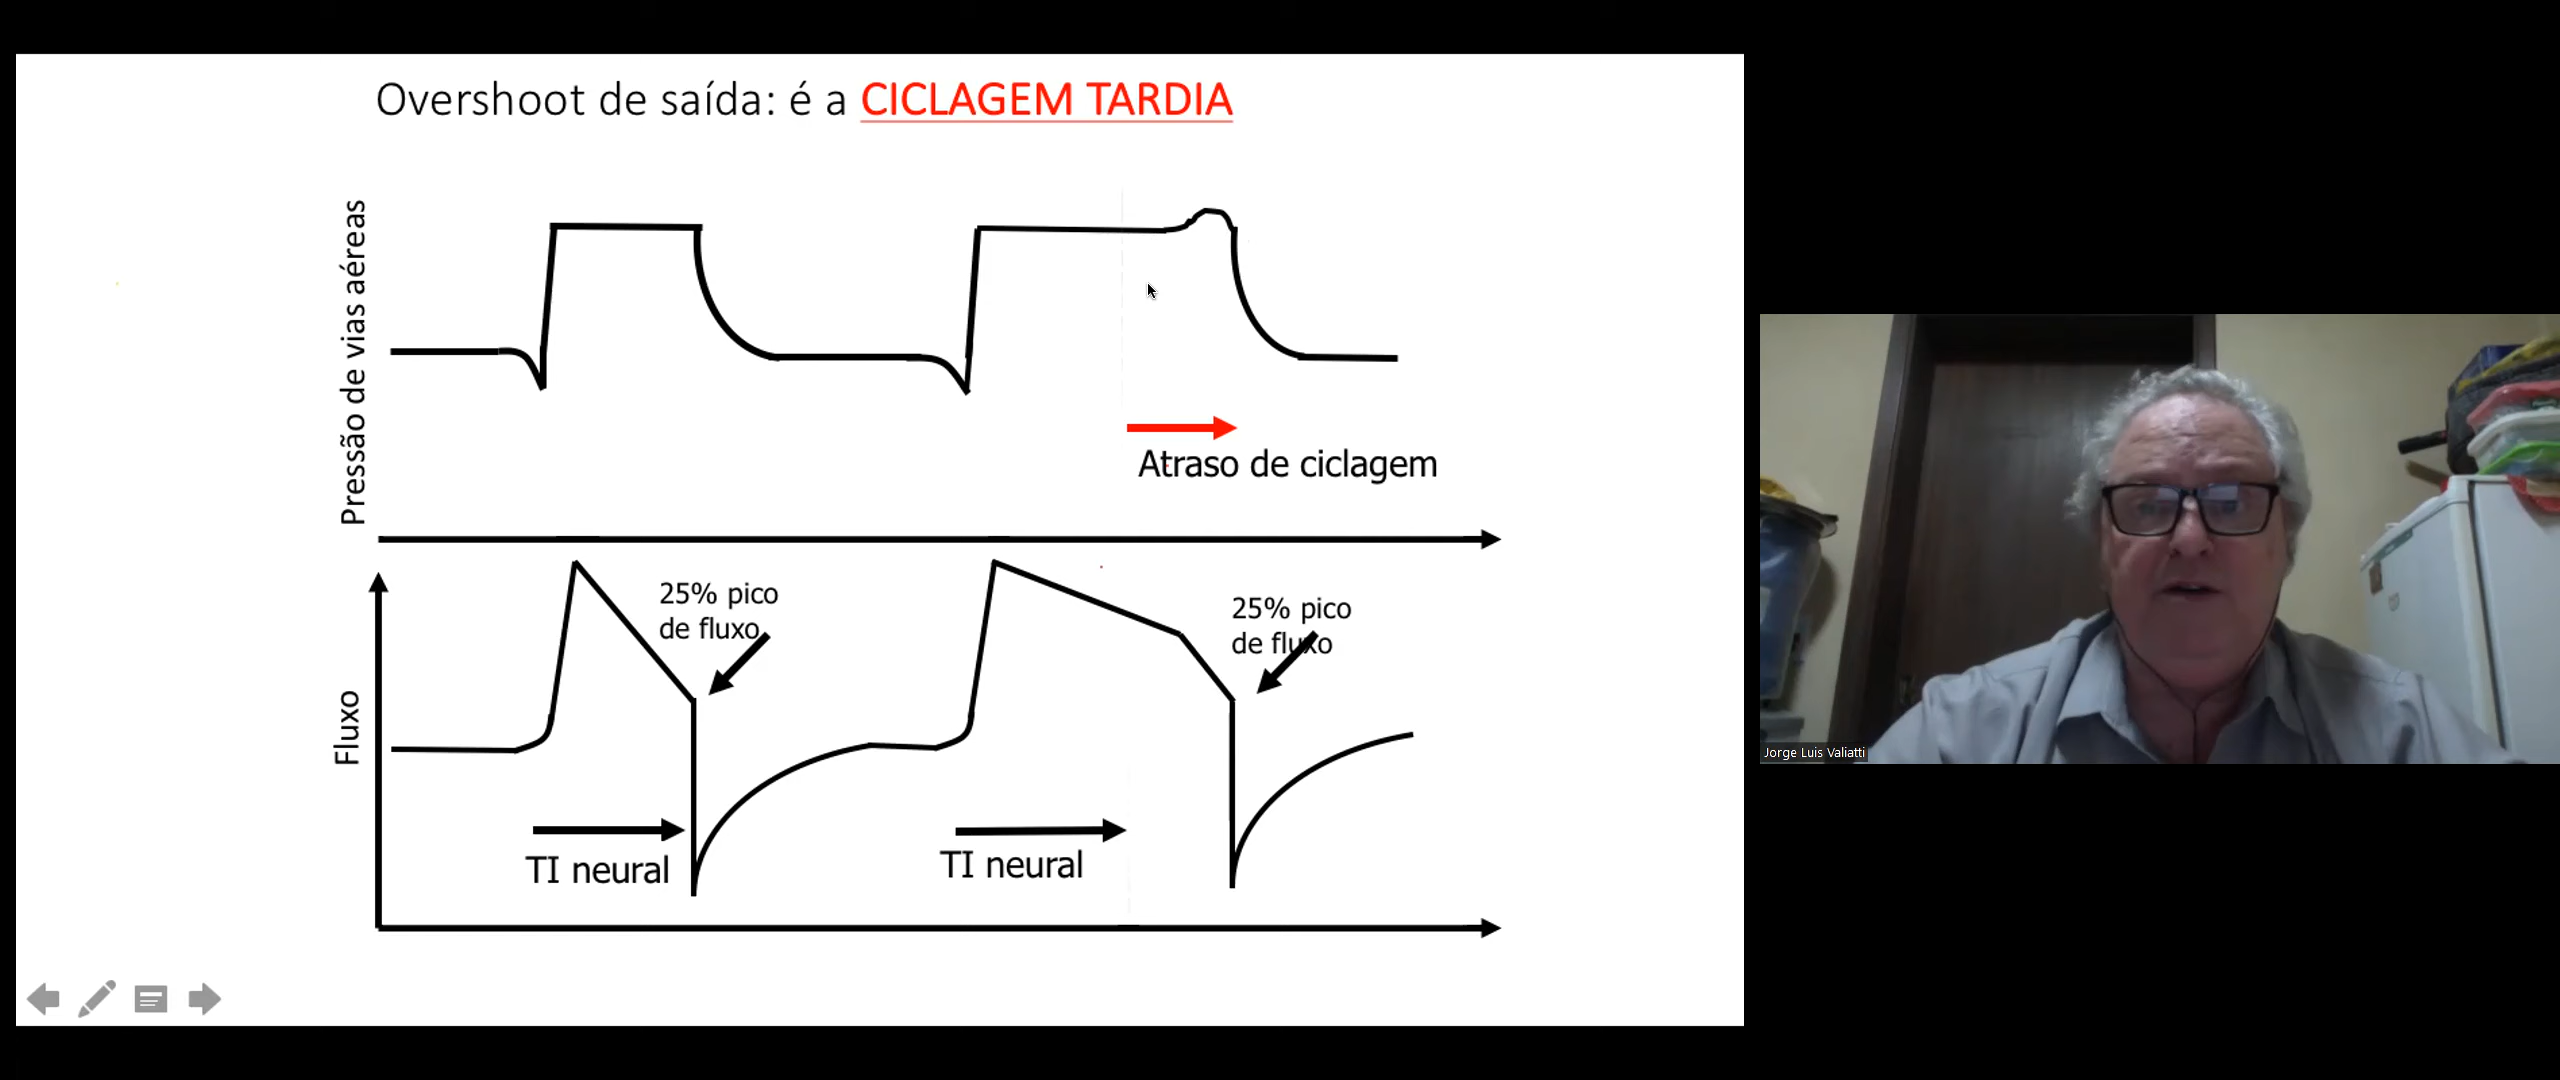 Overshoot de saída: é a CICLAGEM TARDIA
Pressão de vias aéreas
Atraso de ciclagem
25% pico
de fluxo
25% pico
de fluxo
Fluxo
TI neural
TI neural
Jorge Luis Valiatti